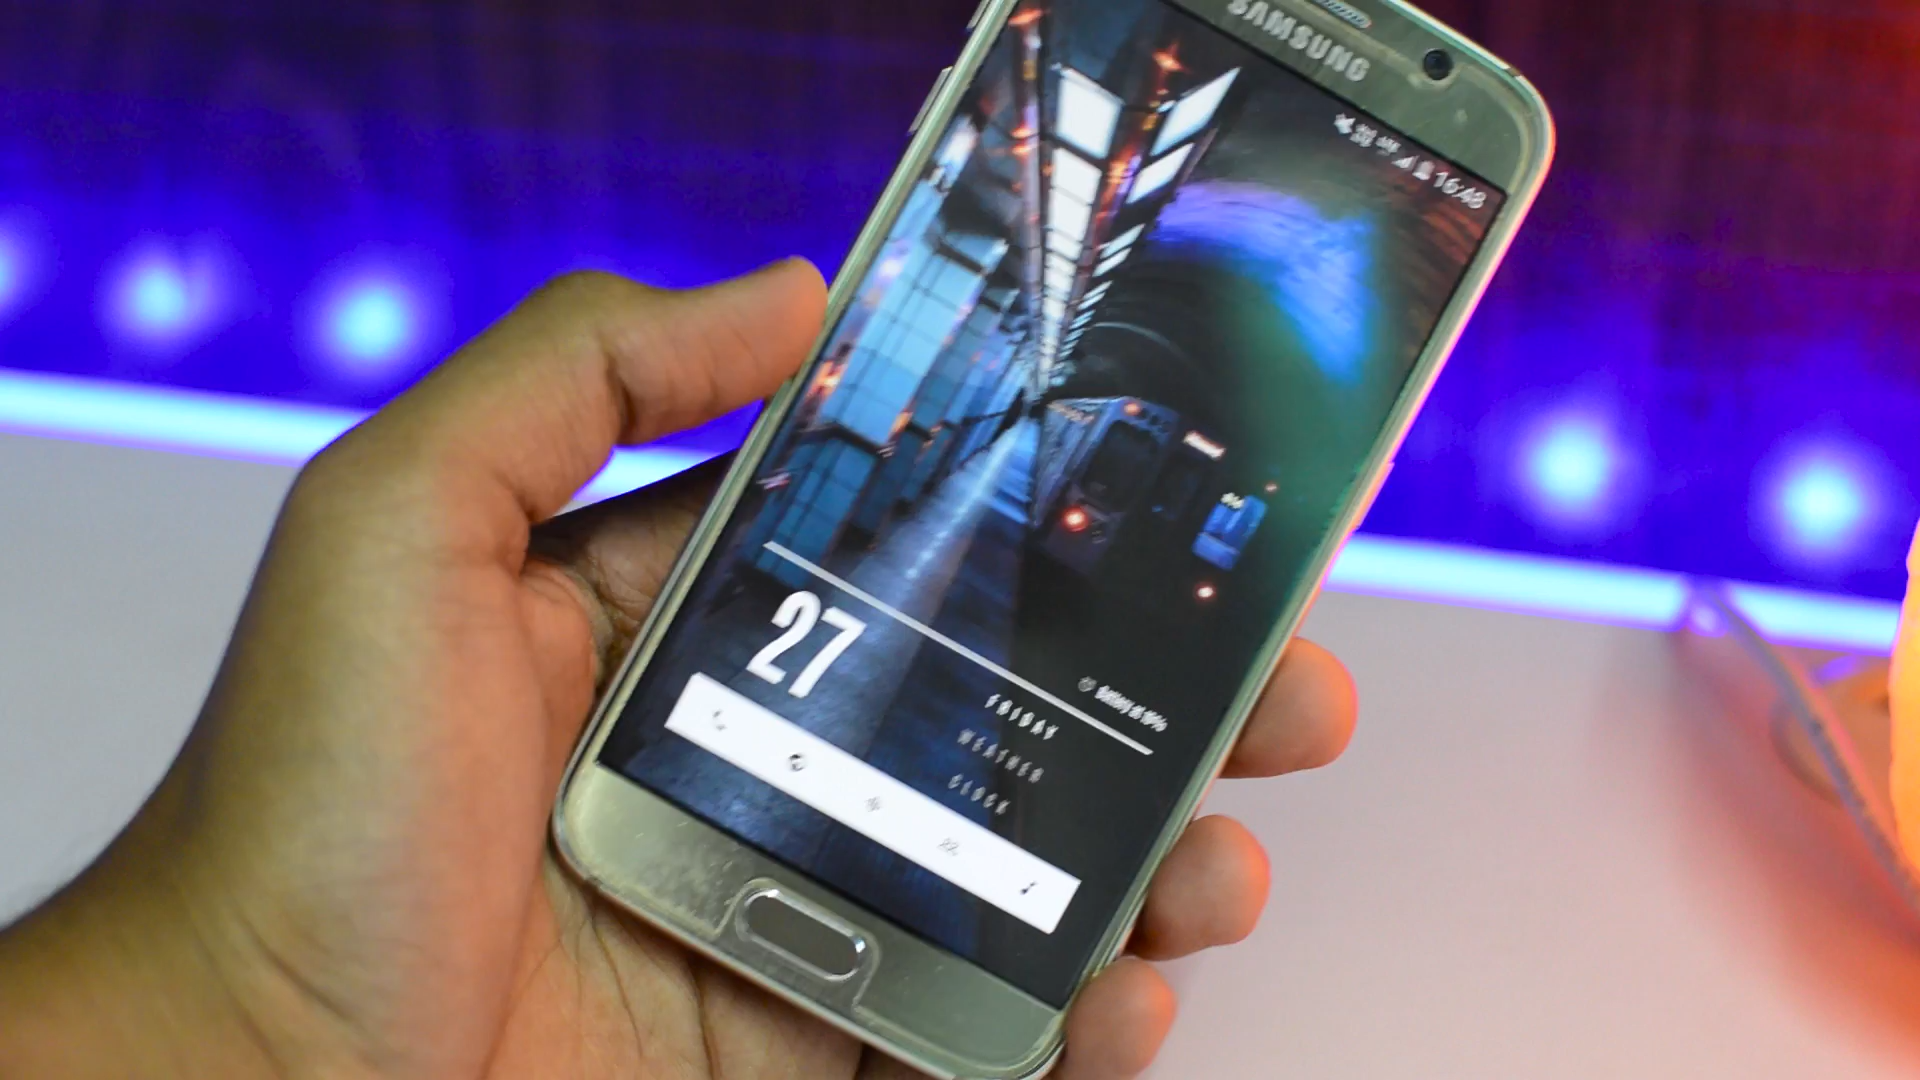 SAMSUNG
16:48
27
FRIDAY
WEATHER
CLOCK